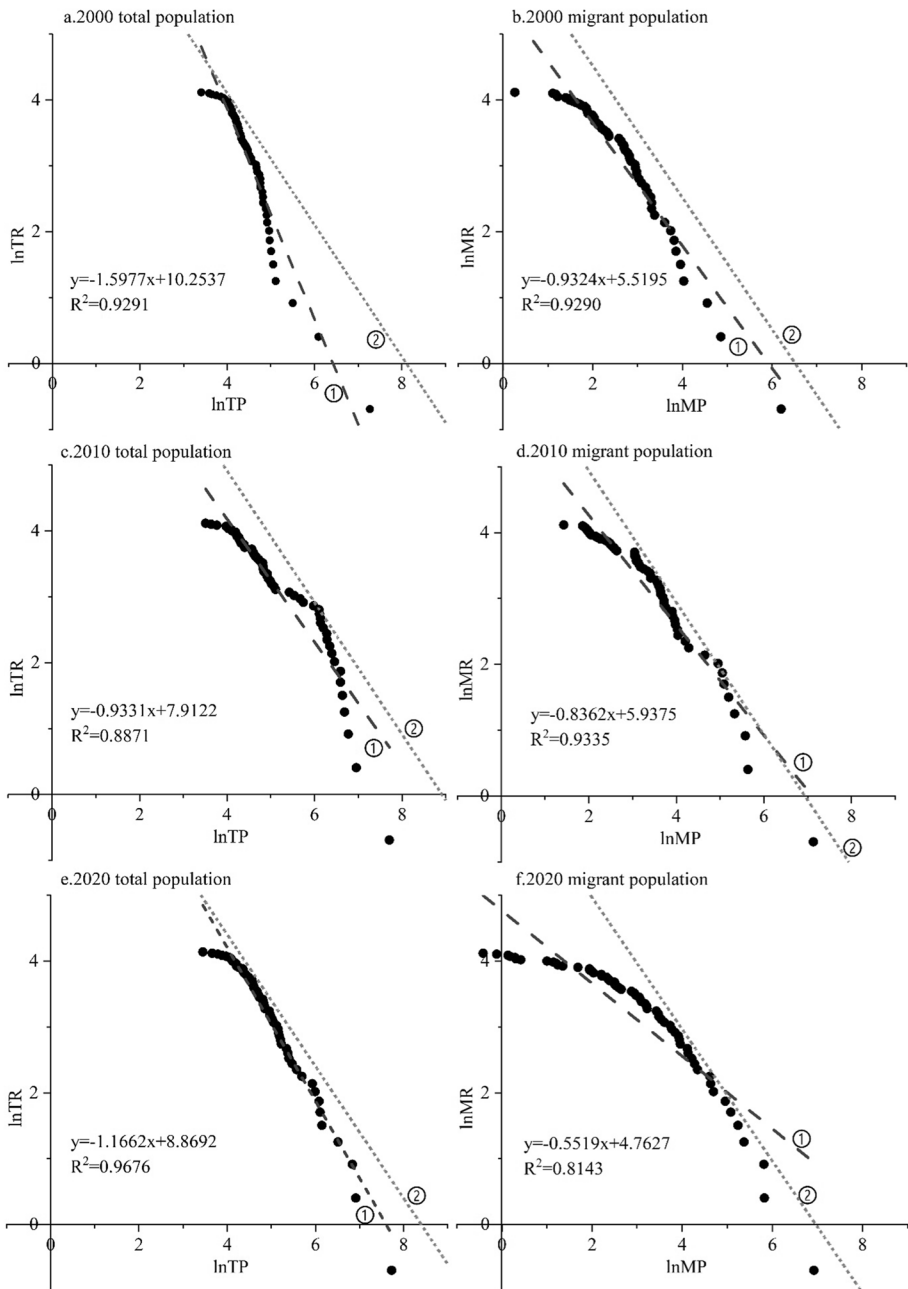 a.2000 total population
4
lnTR
2
y=-1.5977x+10.2537
R²=0.9291
②
0
①
0
2
4
6
8
lnTP
b.2000 migrant population
4
lnMR
2
y=-0.9324x+5.5195
R²=0.9290
①
②
0
0
2
4
6
8
lnMP
c.2010 total population
4
lnTR
2
y=-0.9331x+7.9122
R²=0.8871
①
②
0
0
2
4
6
8
lnTP
d.2010 migrant population
4
lnMR
2
y=-0.8362x+5.9375
R²=0.9335
①
0
②
0
2
4
6
8
lnMP
e.2020 total population
4
lnTR
2
y=-1.1662x+8.8692
R²=0.9676
①
②
0
0
2
4
6
8
lnTP
f.2020 migrant population
4
lnMR
2
y=-0.5519x+4.7627
R²=0.8143
①
②
0
0
2
4
6
8
lnMP